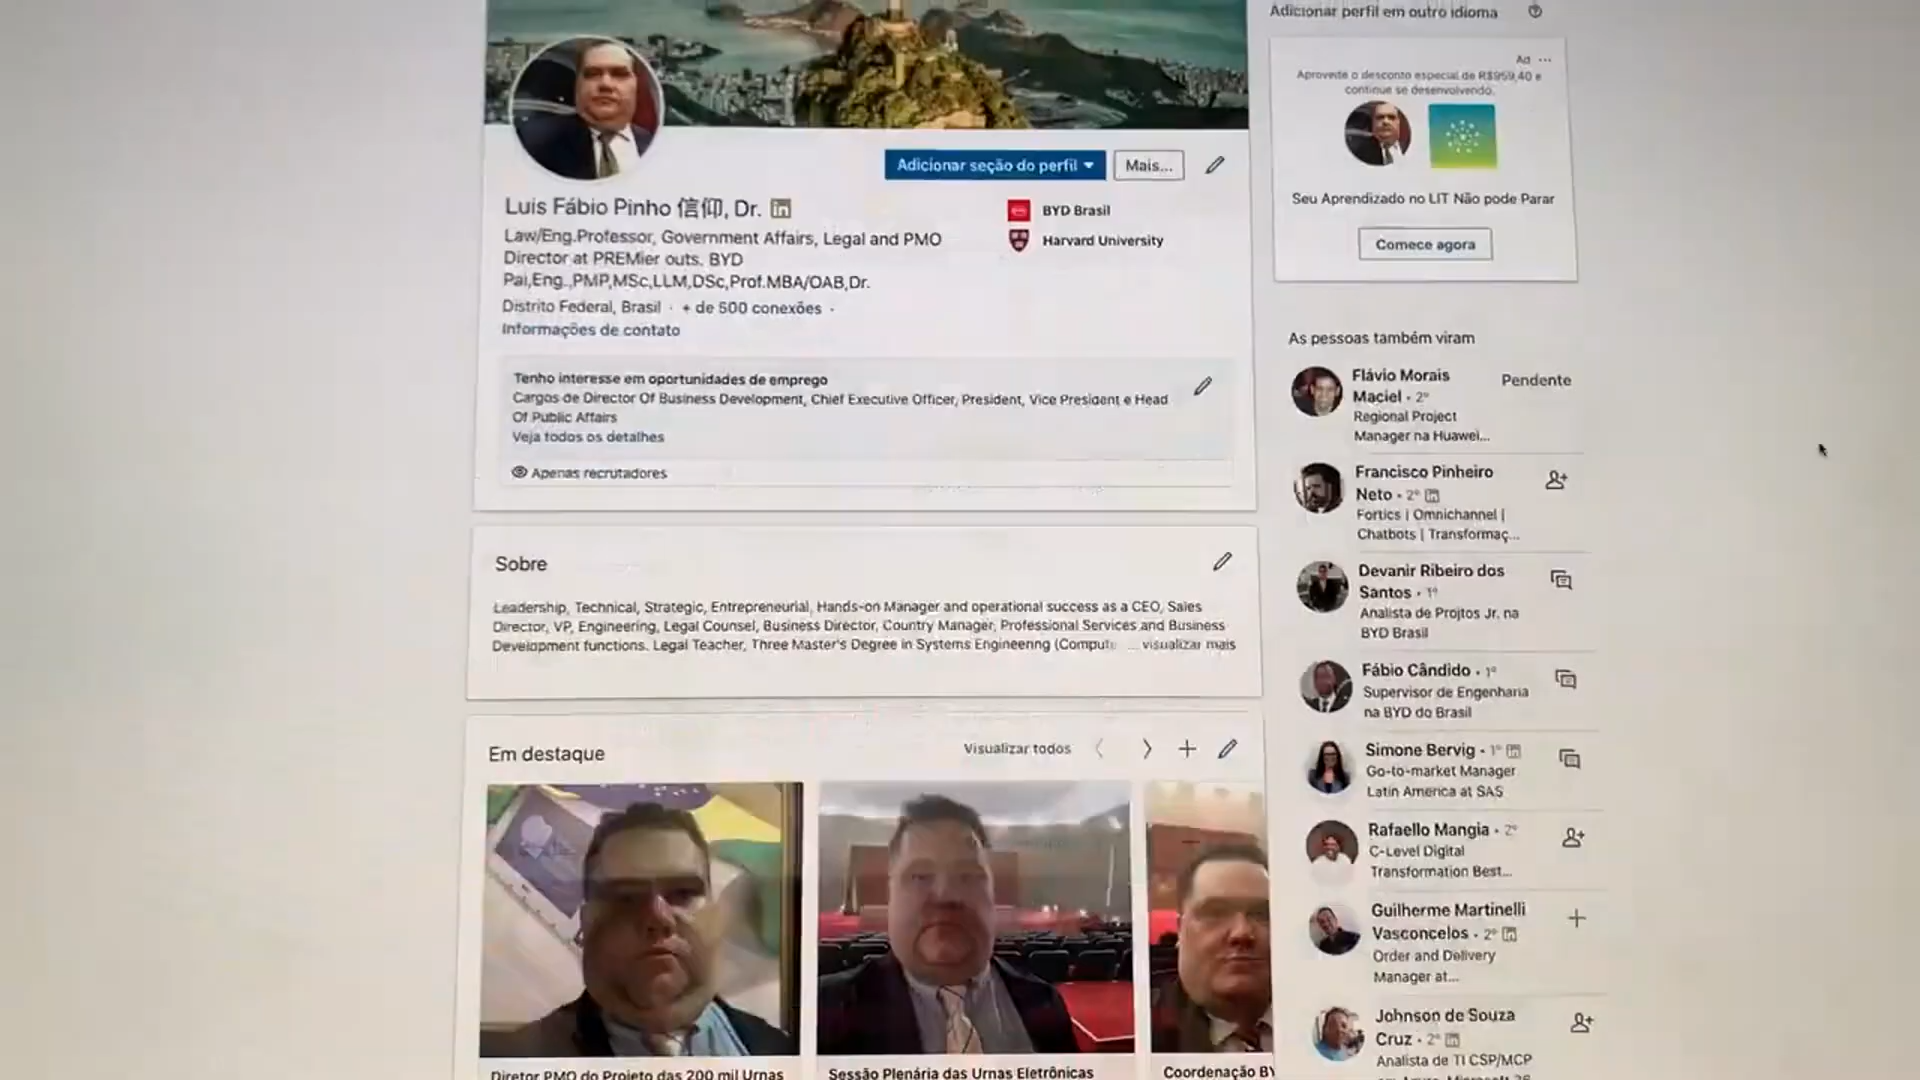 Adicionar perfil em outro idioma
Adicionar seção do perfil
Mais...
Luis Fábio Pinho 信仰, Dr.
Law/Eng.Professor, Government Affairs, Legal and PMO
Director at PREMier outs. BYD
Pai,Eng.,PMP,MSc,LLM,DSc,Prof.MBA/OAB,Dr.
Distrito Federal, Brasil · + de 500 conexões ·
Informações de contato
BYD Brasil
Harvard University
Tenho interesse em oportunidades de emprego
Cargos de Director Of Business Development, Chief Executive Officer, President, Vice President e Head
Of Public Affairs
Veja todos os detalhes
Apenas recrutadores
Sobre
Leadership, Technical, Strategic, Entrepreneurial, Hands-on Manager and operational success as a CEO, Sales
Director, VP, Engineering, Legal Counsel, Business Director, Country Manager, Professional Services and Business
Development functions. Legal Teacher, Three Master's Degree in Systems Engineering (Compute ... visualizar mais
Em destaque
Visualizar todos
Diretor PMO do Projeto das 200 mil Urnas
Sessão Plenária das Urnas Eletrônicas
Coordenação BY
Ad ...
Aproveite o desconto especial de R$959,40 e
continue se desenvolvendo.
Seu Aprendizado no LIT Não pode Parar
Comece agora
As pessoas também viram
Flávio Morais
Maciel · 2º
Regional Project
Manager na Huawei...
Pendente
Francisco Pinheiro
Neto · 2º in
Fortics | Omnichannel |
Chatbots | Transformaç...
Devanir Ribeiro dos
Santos · 1º
Analista de Projtos Jr. na
BYD Brasil
Fábio Cândido · 1º
Supervisor de Engenharia
na BYD do Brasil
Simone Bervig · 1º in
Go-to-market Manager
Latin America at SAS
Rafaello Mangia · 2º
C-Level Digital
Transformation Best...
Guilherme Martinelli
Vasconcelos · 2º in
Order and Delivery
Manager at...
Johnson de Souza
Cruz · 2º in
Analista de TI CSP/MCP